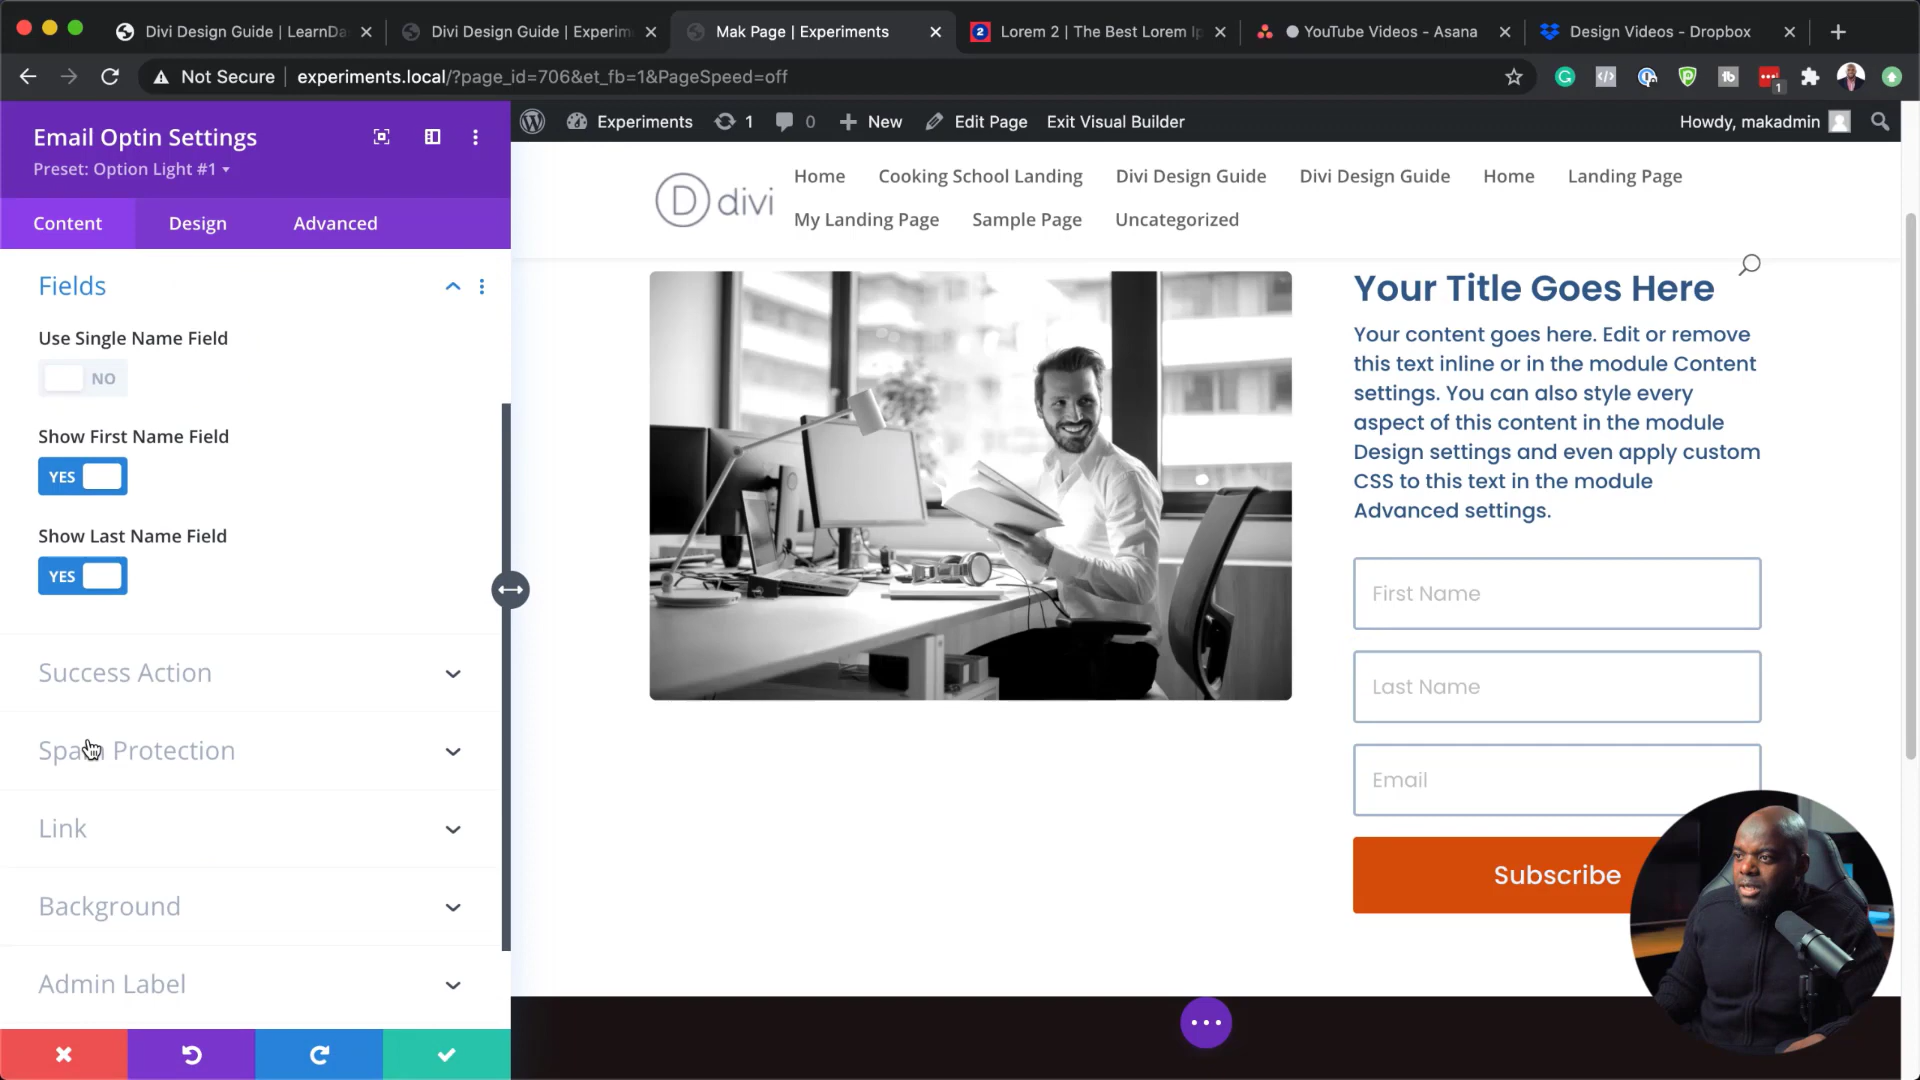 Divi Design Guide | LearnDa
Divi Design Guide | Experim
Mak Page | Experiments
2
Lorem 2 | The Best Lorem Ip
YouTube Videos - Asana
Design Videos - Dropbox
Not Secure
experiments.local/?page_id=706&et_fb=1&PageSpeed=off
tb
1
Email Optin Settings
Preset: Option Light #1
Content
Design
Advanced
Fields
Use Single Name Field
NO
Show First Name Field
YES
Show Last Name Field
YES
Success Action
Spam Protection
Link
Background
Admin Label
Experiments
1
0
New
Edit Page
Exit Visual Builder
Howdy, makadmin
D divi
Home
Cooking School Landing
Divi Design Guide
Divi Design Guide
Home
Landing Page
My Landing Page
Sample Page
Uncategorized
Your Title Goes Here
Your content goes here. Edit or remove
this text inline or in the module Content
settings. You can also style every
aspect of this content in the module
Design settings and even apply custom
CSS to this text in the module
Advanced settings.
First Name
Last Name
Email
Subscribe